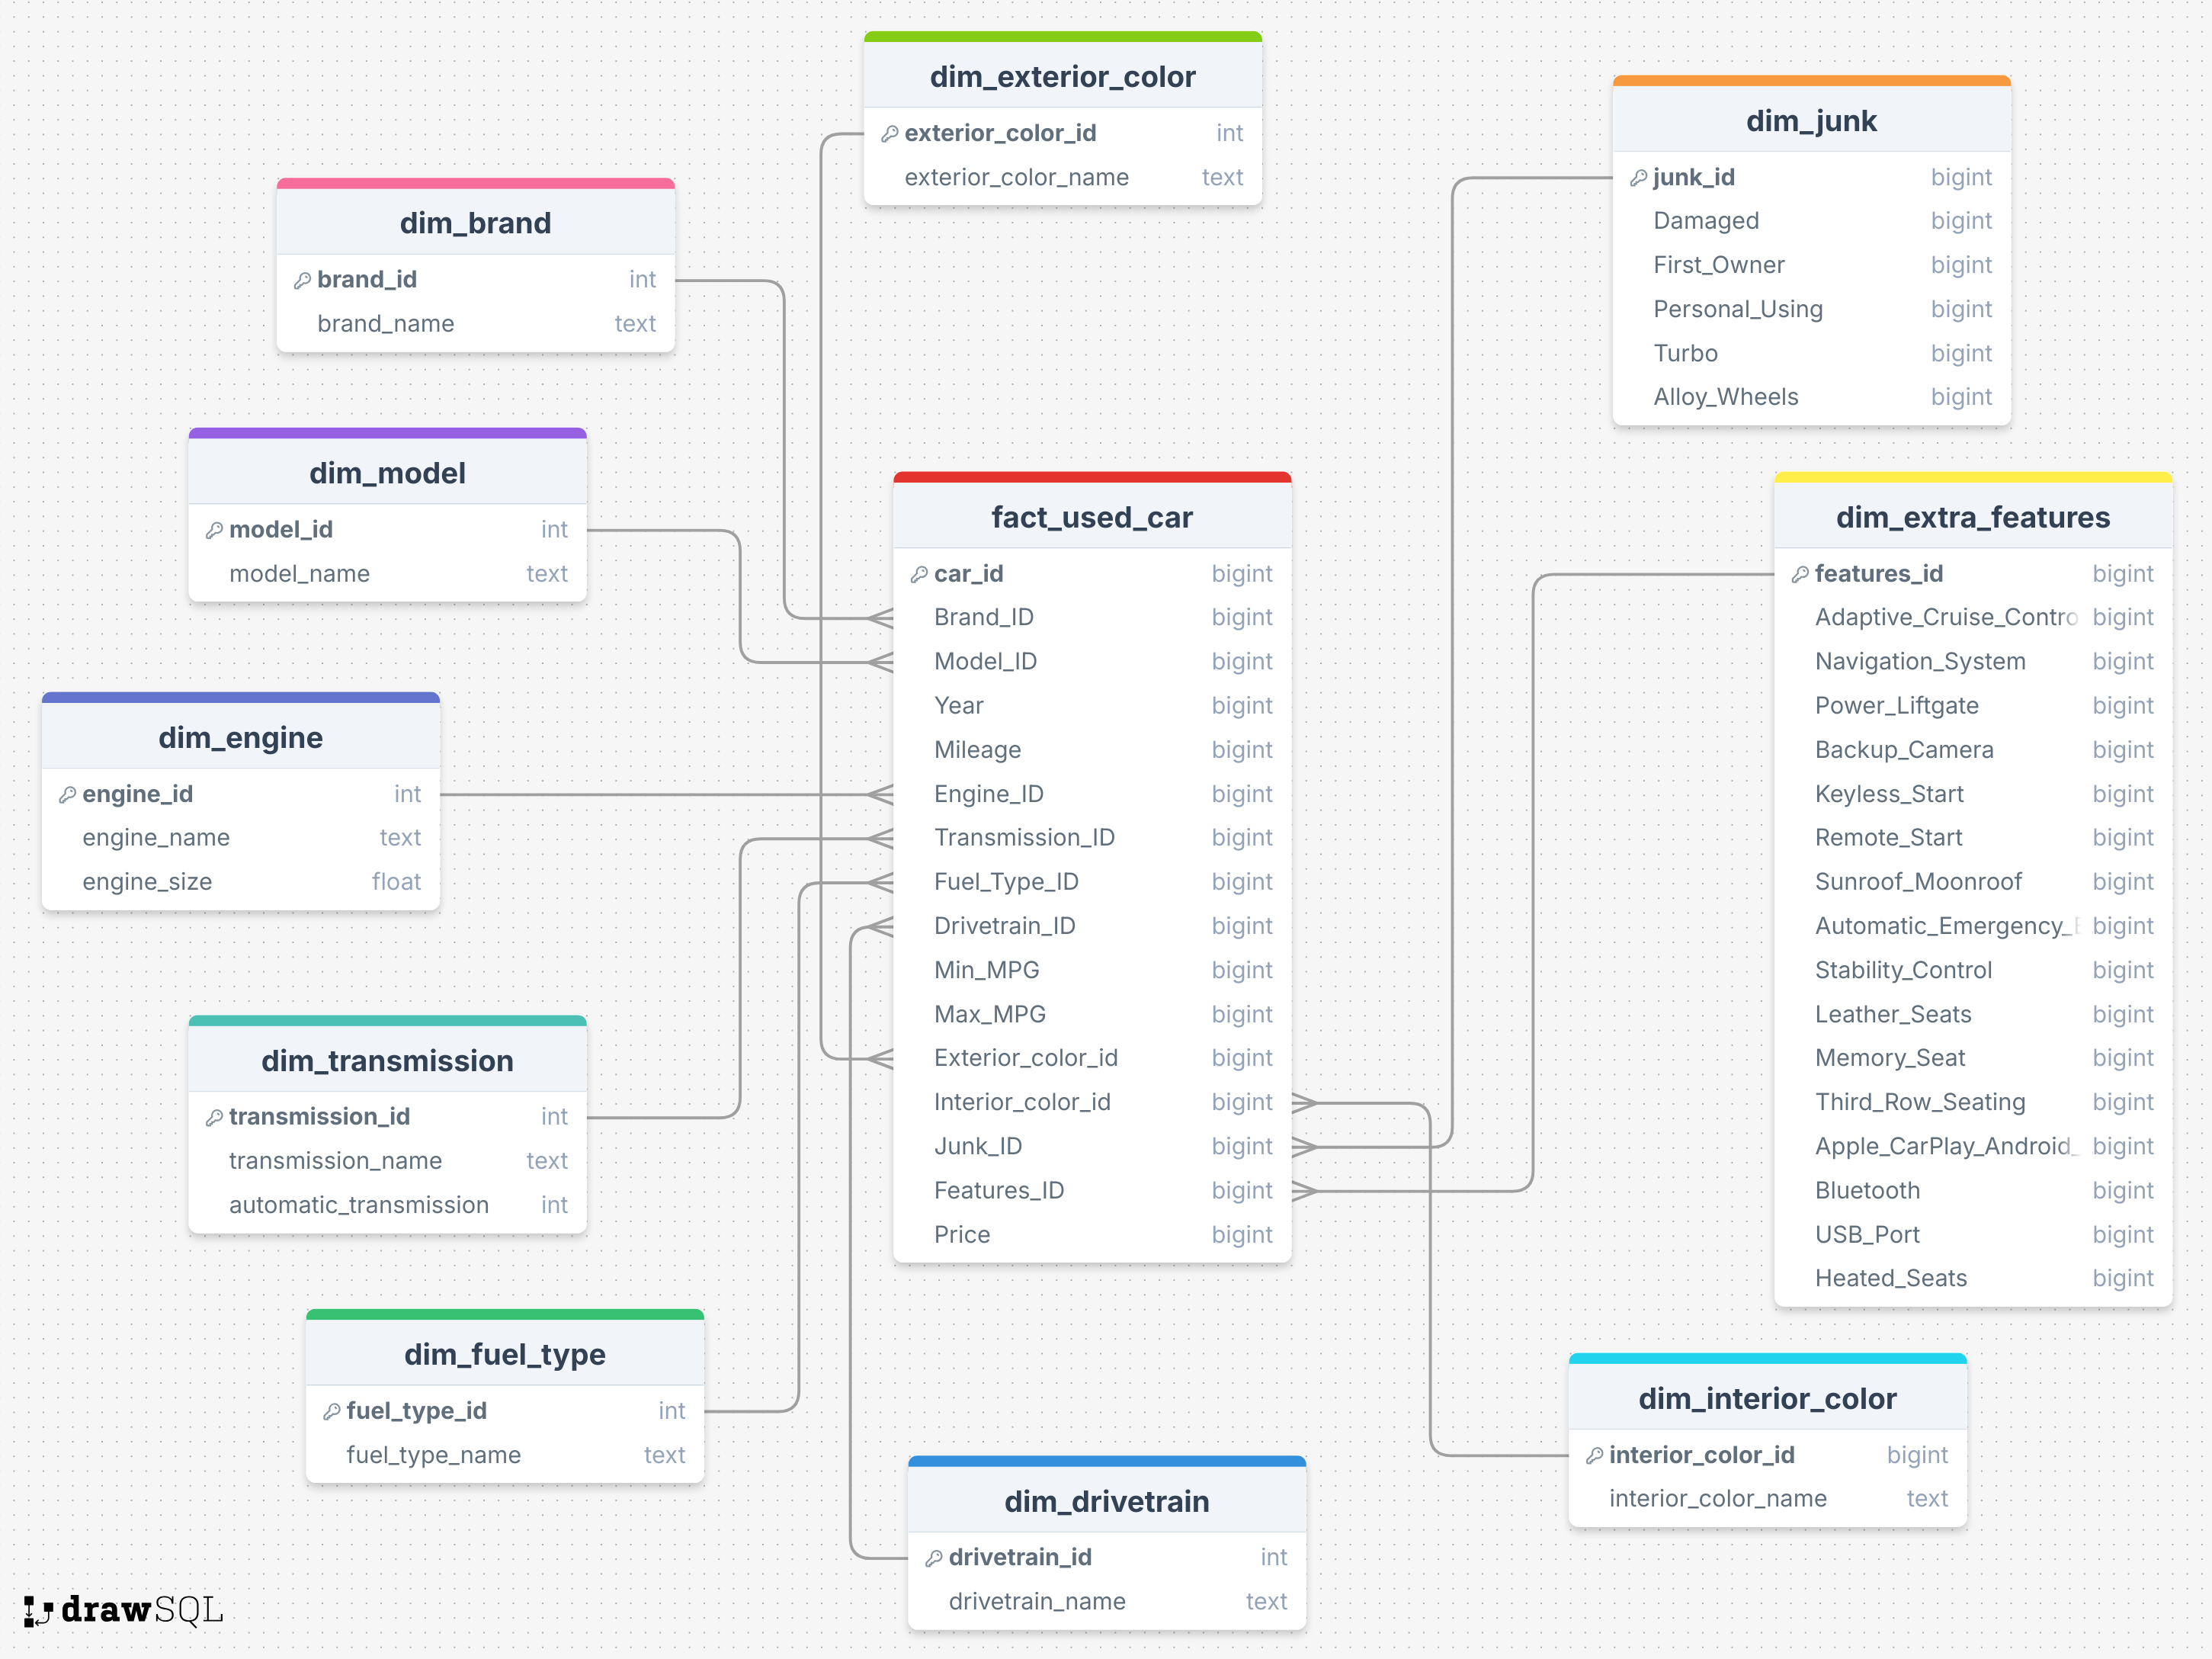 dim_exterior_color
exterior_color_id int
exterior_color_name text
dim_junk
junk_id bigint
Damaged bigint
First_Owner bigint
Personal_Using bigint
Turbo bigint
Alloy_Wheels bigint
dim_brand
brand_id int
brand_name text
dim_model
model_id int
model_name text
fact_used_car
car_id bigint
Brand_ID bigint
Model_ID bigint
Year bigint
Mileage bigint
Engine_ID bigint
Transmission_ID bigint
Fuel_Type_ID bigint
Drivetrain_ID bigint
Min_MPG bigint
Max_MPG bigint
Exterior_color_id bigint
Interior_color_id bigint
Junk_ID bigint
Features_ID bigint
Price bigint
dim_extra_features
features_id bigint
Adaptive_Cruise_Contro bigint
Navigation_System bigint
Power_Liftgate bigint
Backup_Camera bigint
Keyless_Start bigint
Remote_Start bigint
Sunroof_Moonroof bigint
Automatic_Emergency_ bigint
Stability_Control bigint
Leather_Seats bigint
Memory_Seat bigint
Third_Row_Seating bigint
Apple_CarPlay_Android_ bigint
Bluetooth bigint
USB_Port bigint
Heated_Seats bigint
dim_engine
engine_id int
engine_name text
engine_size float
dim_transmission
transmission_id int
transmission_name text
automatic_transmission int
dim_fuel_type
fuel_type_id int
fuel_type_name text
dim_interior_color
interior_color_id bigint
interior_color_name text
dim_drivetrain
drivetrain_id int
drivetrain_name text
drawSQL